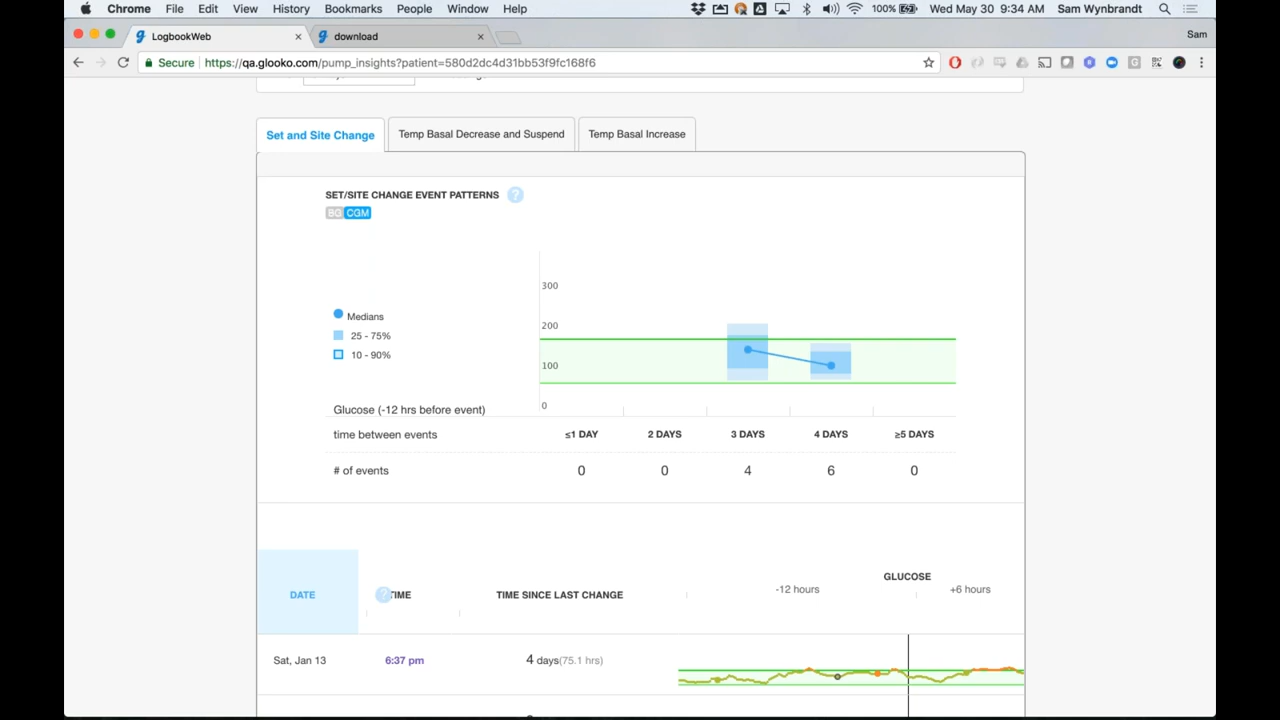 Chrome File Edit View History Bookmarks People Window Help 100% Wed May 30 9:34 AM Sam Wynbrandt
LogbookWeb download Sam
Secure https://qa.glooko.com/pump_insights?patient=580d2dc4d31bb53f9fc168f6
Set and Site Change Temp Basal Decrease and Suspend Temp Basal Increase
SET/SITE CHANGE EVENT PATTERNS ?
BG CGM
300
Medians
200
25 - 75%
10 - 90%
100
0
Glucose (-12 hrs before event)
time between events ≤1 DAY 2 DAYS 3 DAYS 4 DAYS ≥5 DAYS
# of events 0 0 4 6 0
GLUCOSE
-12 hours +6 hours
DATE ? TIME TIME SINCE LAST CHANGE
Sat, Jan 13 6:37 pm 4 days(75.1 hrs)